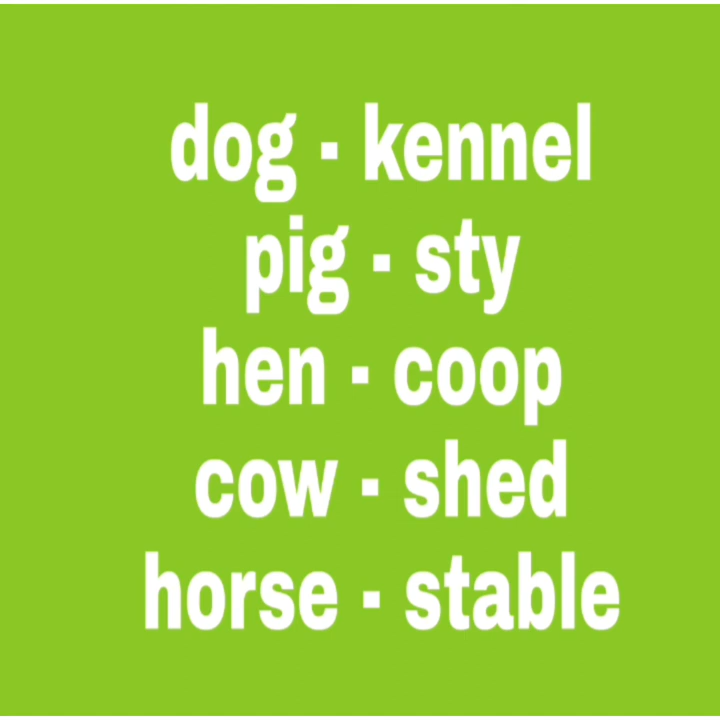 dog - kennel
pig - sty
hen - coop
cow - shed
horse - stable